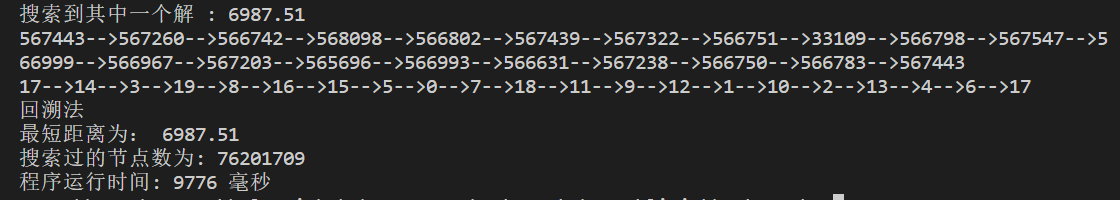 搜索到其中一个解 : 6987.51
567443-->567260-->566742-->568098-->566802-->567439-->567322-->566751-->33109-->566798-->567547-->5
66999-->566967-->567203-->565696-->566993-->566631-->567238-->566750-->566783-->567443
17-->14-->3-->19-->8-->16-->15-->5-->0-->7-->18-->11-->9-->12-->1-->10-->2-->13-->4-->6-->17
回溯法
最短距离为： 6987.51
搜索过的节点数为: 76201709
程序运行时间: 9776 毫秒